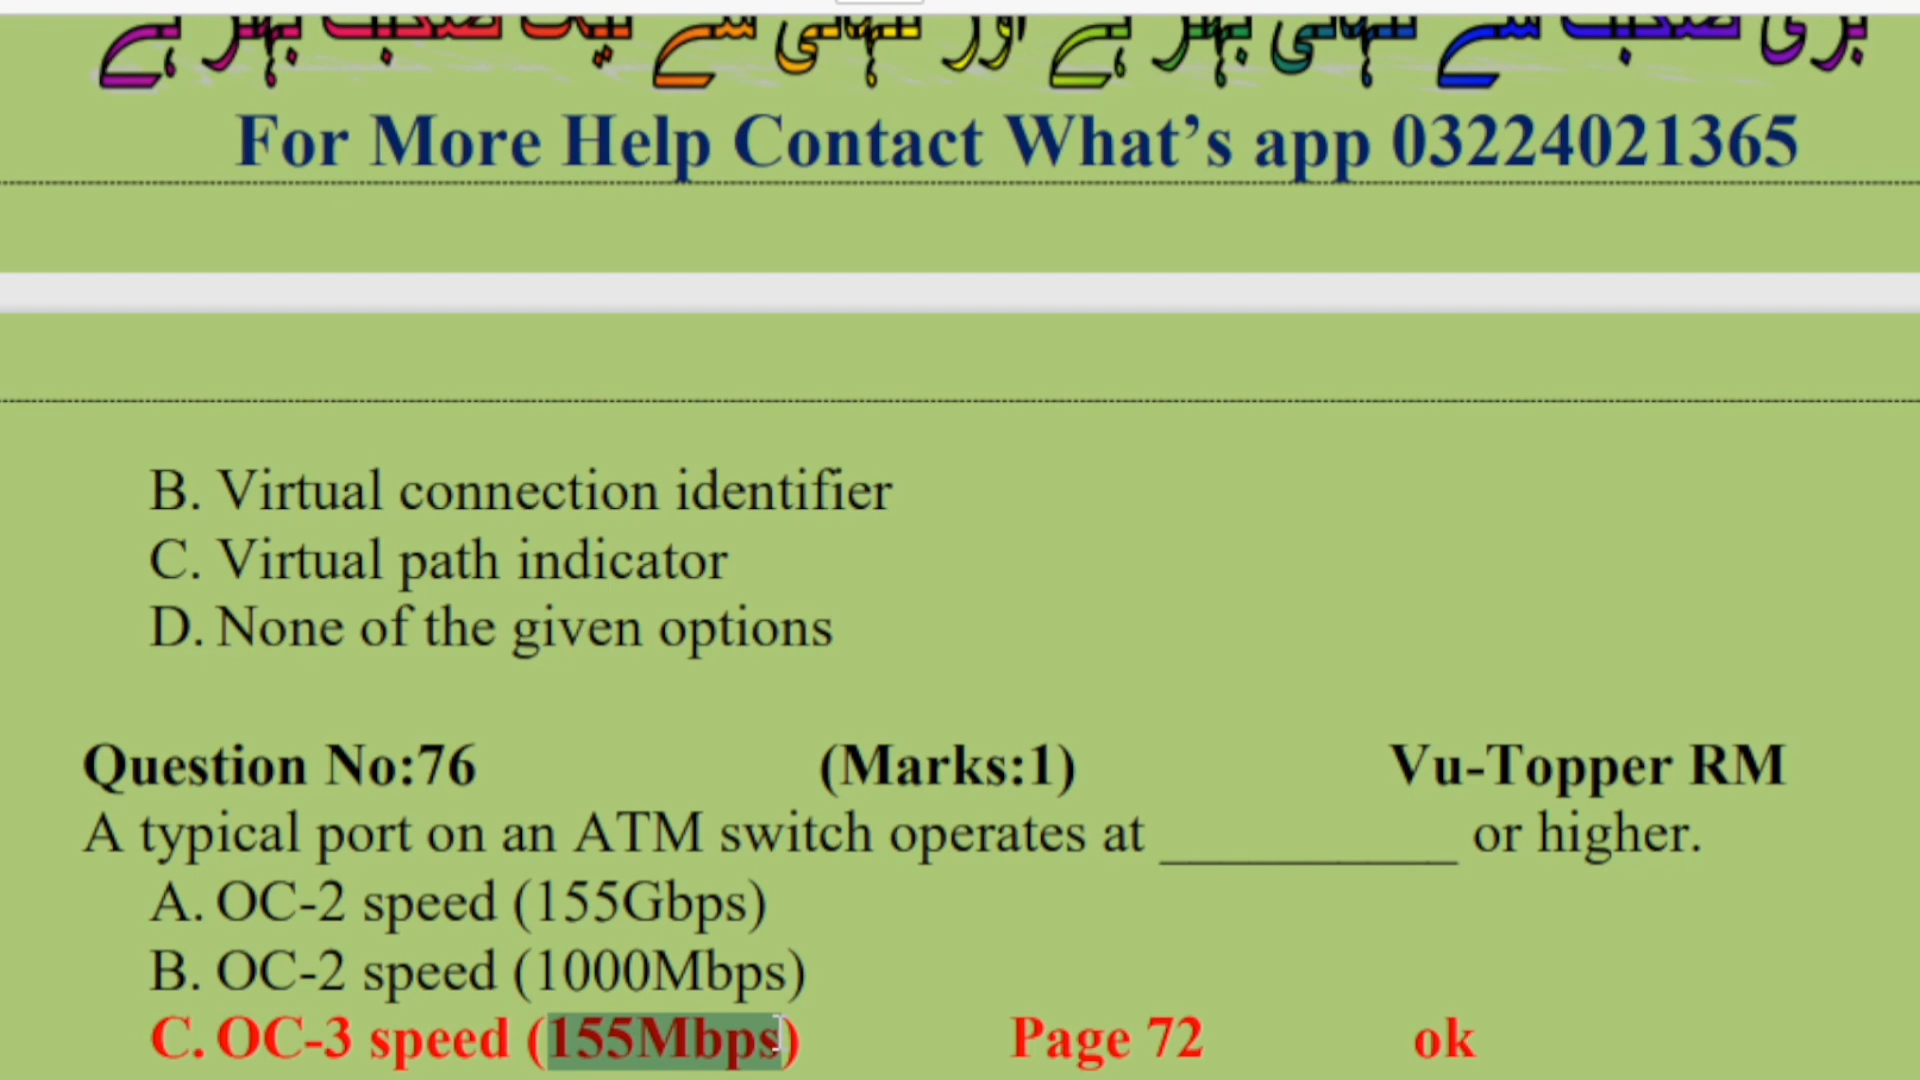 For More Help Contact What’s app 03224021365
B. Virtual connection identifier
C. Virtual path indicator
D. None of the given options
Question No:76 (Marks:1) Vu-Topper RM
A typical port on an ATM switch operates at __________ or higher.
A. OC-2 speed (155Gbps)
B. OC-2 speed (1000Mbps)
C. OC-3 speed (155Mbps) Page 72 ok